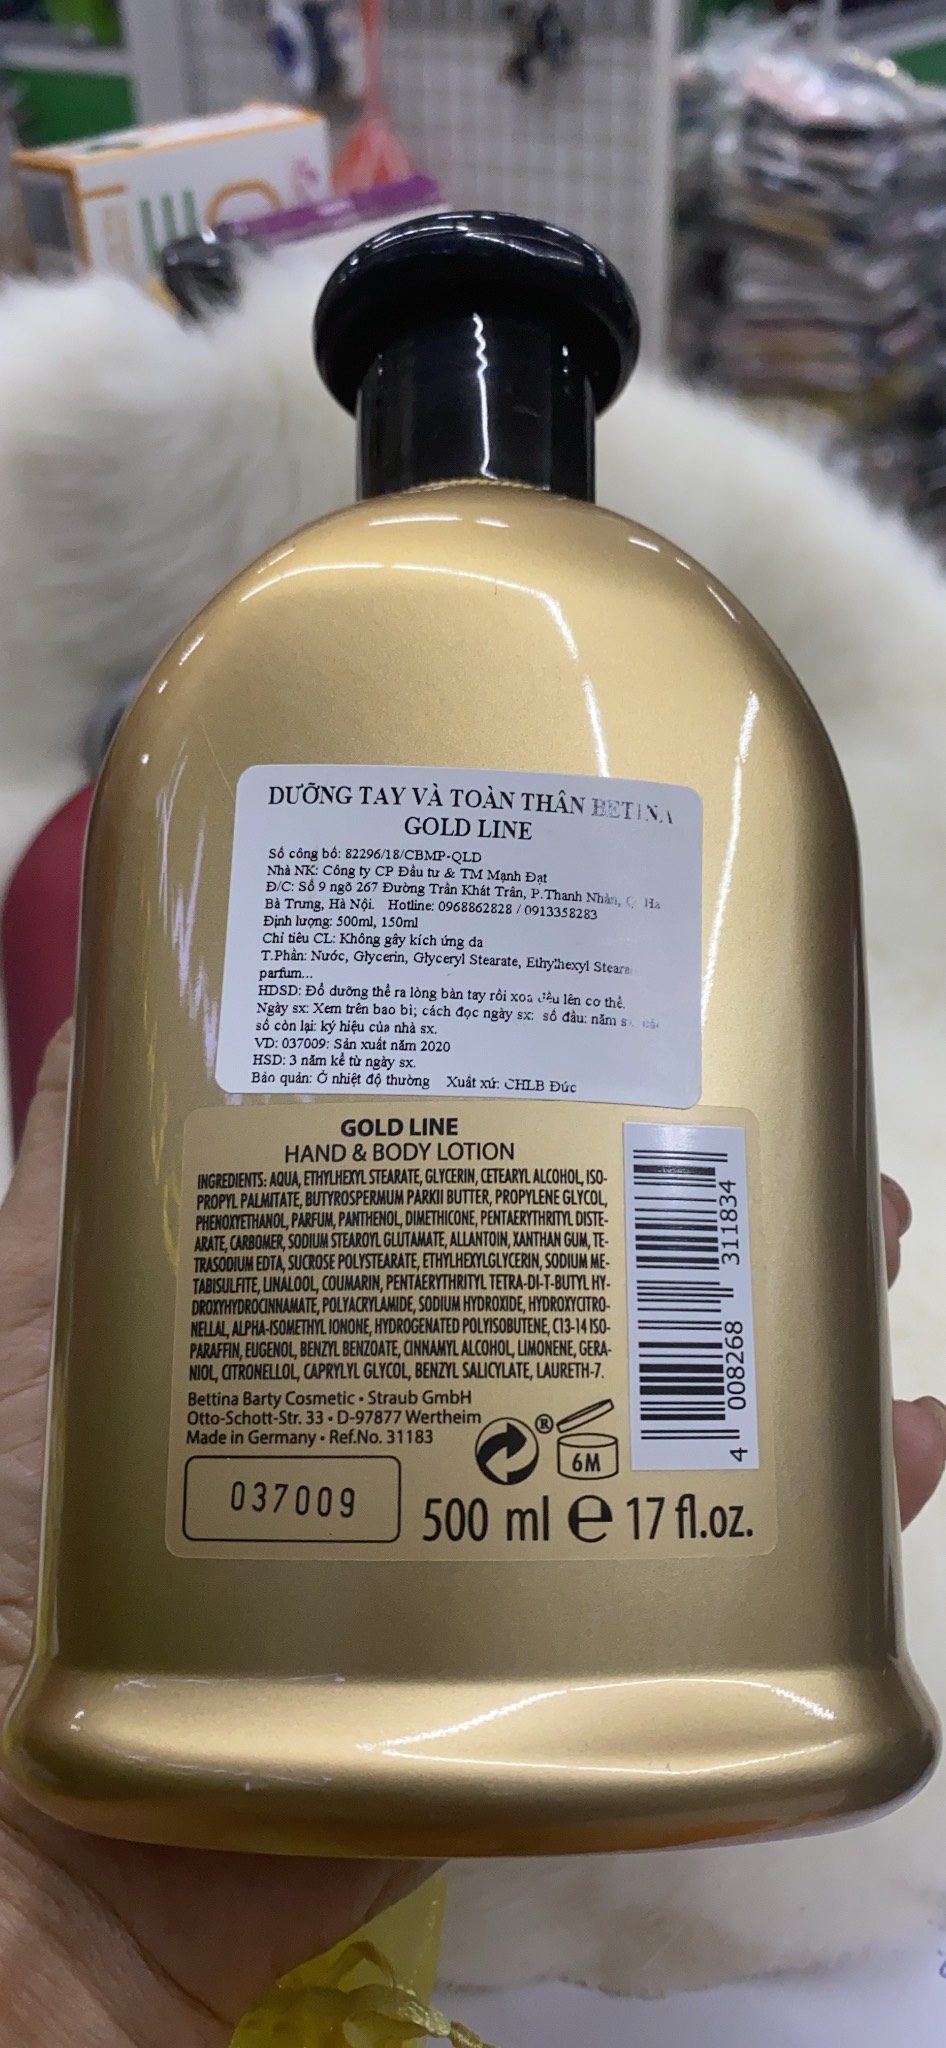 DƯỠNG TAY VÀ TOÀN THÂN BETINA
GOLD LINE
Số công bố: 82296/18/CBMP-QLD
Nhà NK: Công ty CP Đầu tư & TM Mạnh Đạt
Đ/C: Số 9 ngõ 267 Đường Trần Khát Trân, P.Thanh Nhàn, Q. Ha
Bà Trưng, Hà Nội. Hotline: 0968862828 / 0913358283
Định lượng: 500ml, 150ml
Chỉ tiêu CL: Không gây kích ứng da
T.Phần: Nước, Glycerin, Glyceryl Stearate, Ethylhexyl Steara
parfum...
HDSD: Đổ dưỡng thể ra lòng bàn tay rồi xoa đều lên cơ thể.
Ngày sx: Xem trên bao bì; cách đọc ngày sx: số đầu: năm
số còn lại: ký hiệu của nhà sx.
VD: 037009: Sản xuất năm 2020
HSD: 3 năm kể từ ngày sx.
Bảo quản: Ở nhiệt độ thường Xuất xứ: CHLB Đức
GOLD LINE
HAND & BODY LOTION
INGREDIENTS: AQUA, ETHYLHEXYL STEARATE, GLYCERIN, CETEARYL ALCOHOL, ISO-
PROPYL PALMITATE, BUTYROSPERMUM PARKII BUTTER, PROPYLENE GLYCOL,
PHENOXYETHANOL, PARFUM, PANTHENOL, DIMETHICONE, PENTAERYTHRITYL DISTE-
ARATE, CARBOMER, SODIUM STEAROYL GLUTAMATE, ALLANTOIN, XANTHAN GUM, TE-
TRASODIUM EDTA, SUCROSE POLYSTEARATE, ETHYLHEXYLGLYCERIN, SODIUM ME-
TABISULFITE, LINALOOL, COUMARIN, PENTAERYTHRITYL TETRA-DI-T-BUTYL HY-
DROXYHYDROCINNAMATE, POLYACRYLAMIDE, SODIUM HYDROXIDE, HYDROXYCITRO-
NELLAL, ALPHA-ISOMETHYL IONONE, HYDROGENATED POLYISOBUTENE, C13-14 ISO-
PARAFFIN, EUGENOL, BENZYL BENZOATE, CINNAMYL ALCOHOL, LIMONENE, GERA-
NIOL, CITRONELLOL, CAPRYLYL GLYCOL, BENZYL SALICYLATE, LAURETH-7.
Bettina Barty Cosmetic • Straub GmbH
Otto-Schott-Str. 33 • D-97877 Wertheim
Made in Germany • Ref.No. 31183
®
6M
4 008268 311834
037009
500 ml e 17 fl.oz.